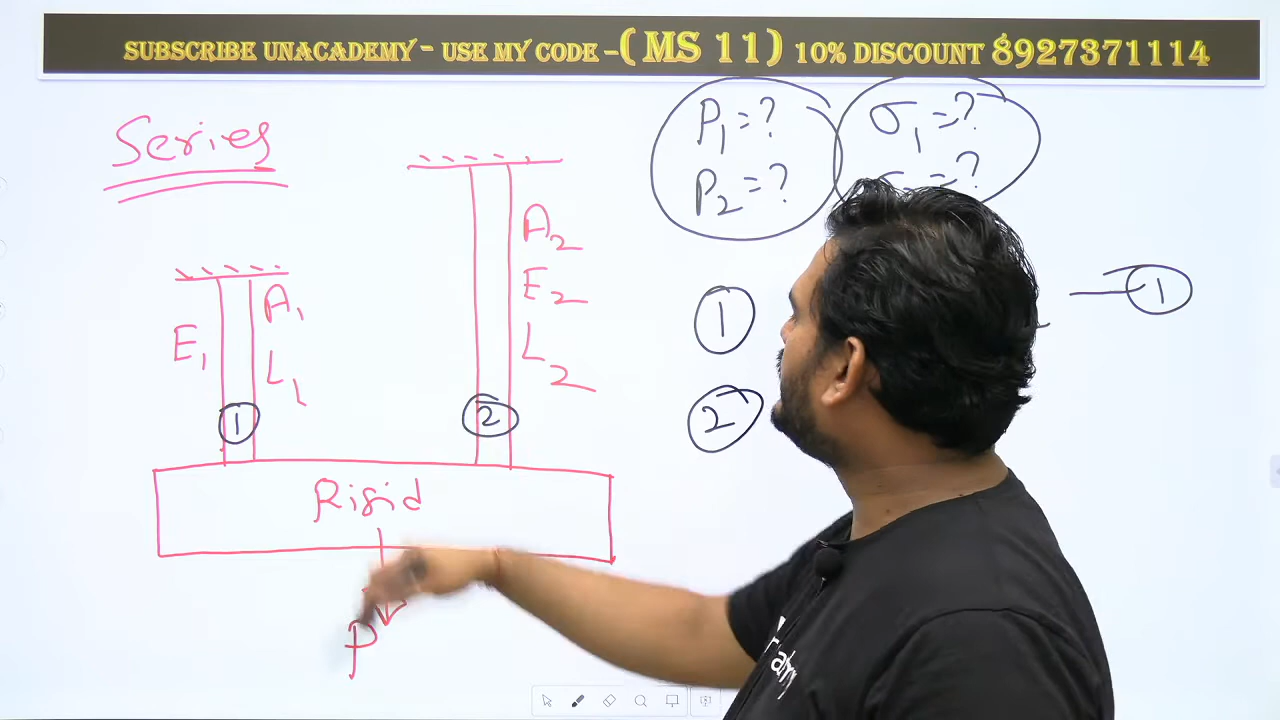 SUBSCRIBE UNACADEMY - USE MY CODE -( MS 11) 10% DISCOUNT 8927371114
Series
P1 = ?
P2 = ?
σ1 = ?
= ?
A2
E2
L2
E1
A1
L1
1
2
1
2
1
Rigid
P